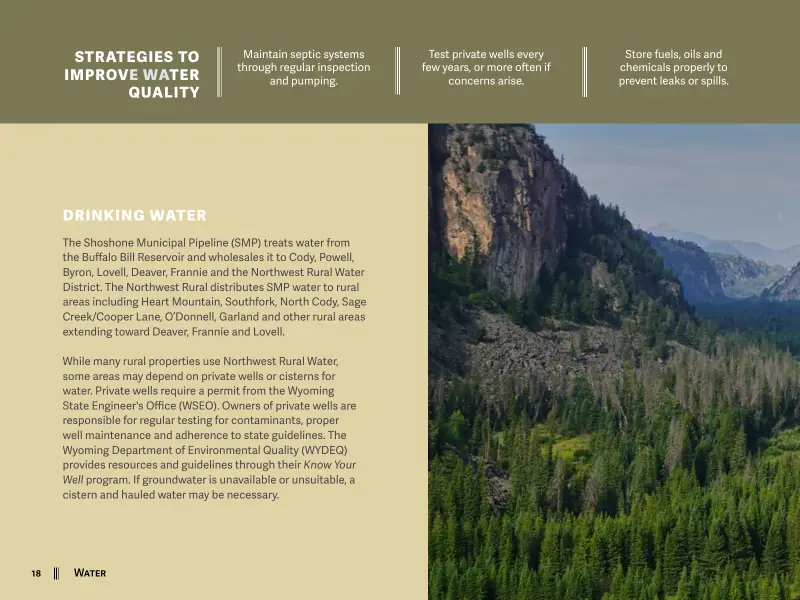 STRATEGIES TO
IMPROVE WATER
QUALITY
Maintain septic systems
through regular inspection
and pumping.
Test private wells every
few years, or more often if
concerns arise.
Store fuels, oils and
chemicals properly to
prevent leaks or spills.
DRINKING WATER
The Shoshone Municipal Pipeline (SMP) treats water from
the Buffalo Bill Reservoir and wholesales it to Cody, Powell,
Byron, Lovell, Deaver, Frannie and the Northwest Rural Water
District. The Northwest Rural distributes SMP water to rural
areas including Heart Mountain, Southfork, North Cody, Sage
Creek/Cooper Lane, O'Donnell, Garland and other rural areas
extending toward Deaver, Frannie and Lovell.
While many rural properties use Northwest Rural Water,
some areas may depend on private wells or cisterns for
water. Private wells require a permit from the Wyoming
State Engineer's Office (WSEO). Owners of private wells are
responsible for regular testing for contaminants, proper
well maintenance and adherence to state guidelines. The
Wyoming Department of Environmental Quality (WYDEQ)
provides resources and guidelines through their Know Your
Well program. If groundwater is unavailable or unsuitable, a
cistern and hauled water may be necessary.
18 WATER